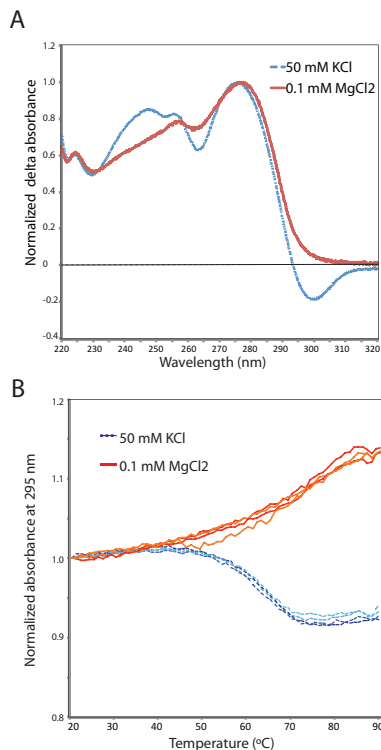 A
50 mM KCl
0.1 mM MgCl2
Normalized delta absorbance
1.2
1.0
0.8
0.6
0.4
0.2
0
-0.2
-0.4
220 230 240 250 260 270 280 290 300 310 320
Wavelength (nm)
B
50 mM KCl
0.1 mM MgCl2
Normalized absorbance at 295 nm
1.2
1.1
1.0
0.9
0.8
20 30 40 50 60 70 80 90
Temperature (ºC)